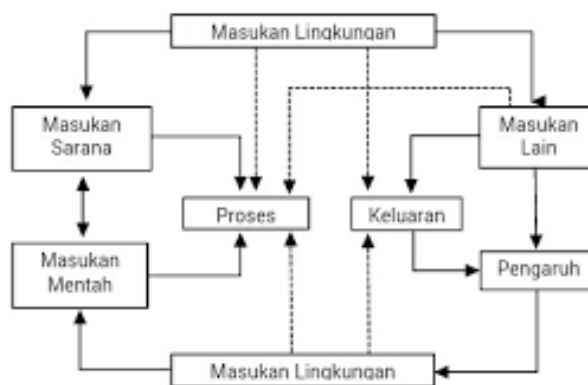 Masukan Lingkungan
Masukan
Sarana
Masukan
Lain
Proses
Keluaran
Masukan
Mentah
Pengaruh
Masukan Lingkungan